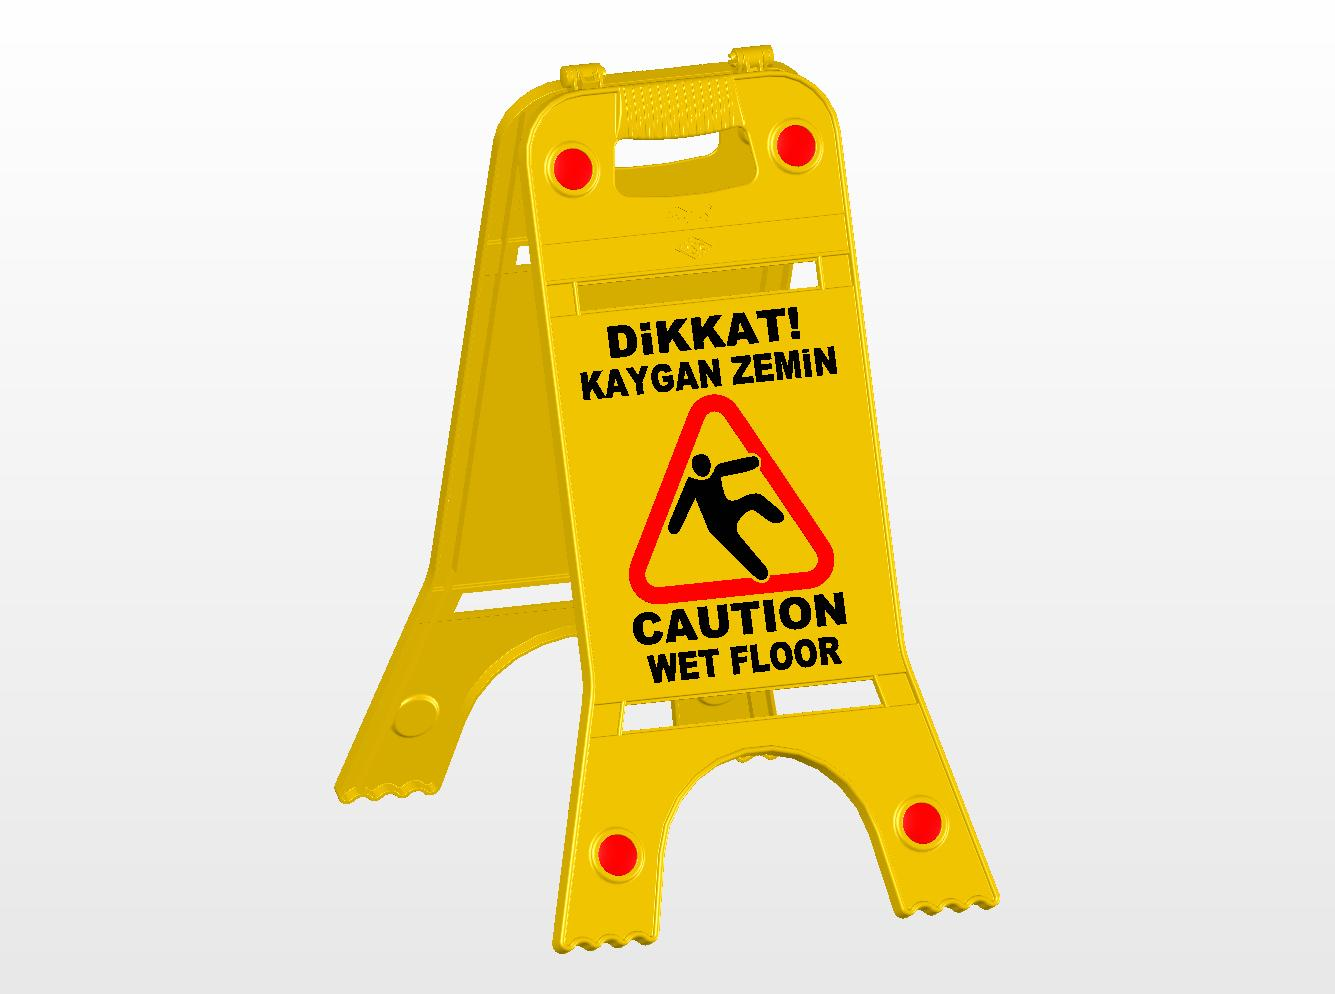 DiKKAT!
KAYGAN ZEMiN
CAUTION
WET FLOOR